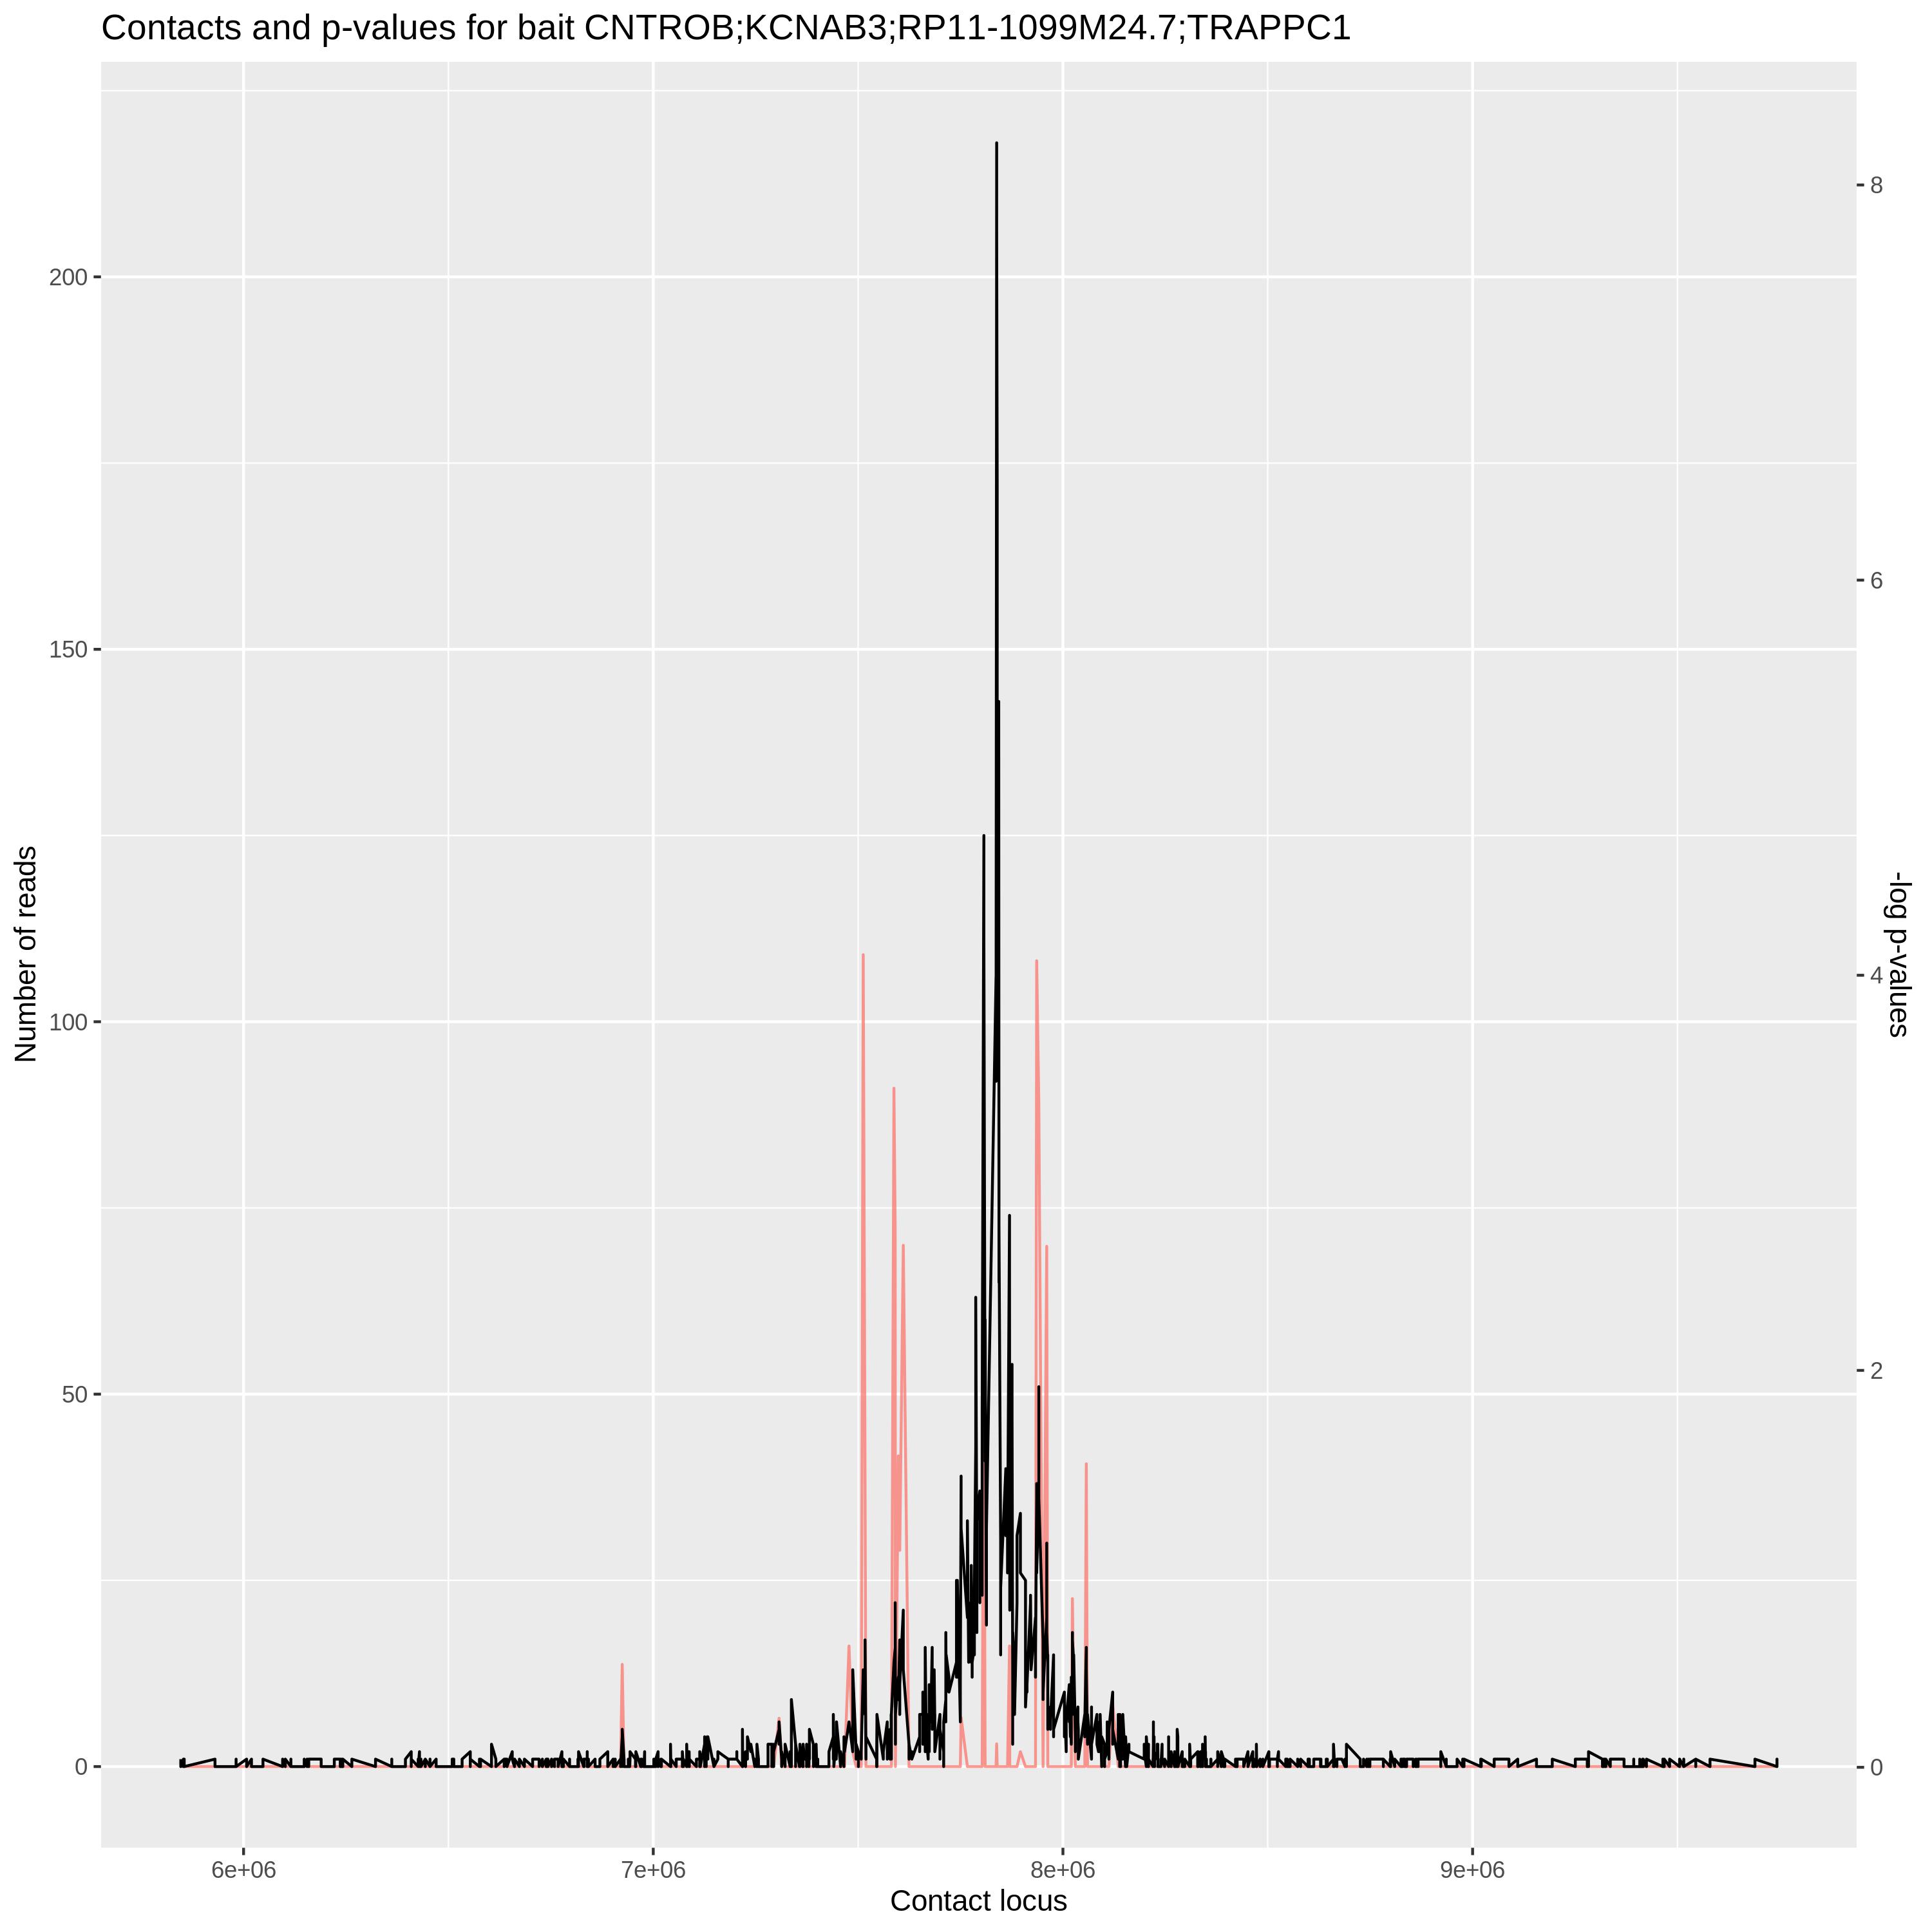 Contacts and p-values for bait CNTROB;KCNAB3;RP11-1099M24.7;TRAPPC1
Number of reads
200
150
100
50
0
8
6
4
2
0
-log p-values
6e+06
7e+06
8e+06
9e+06
Contact locus